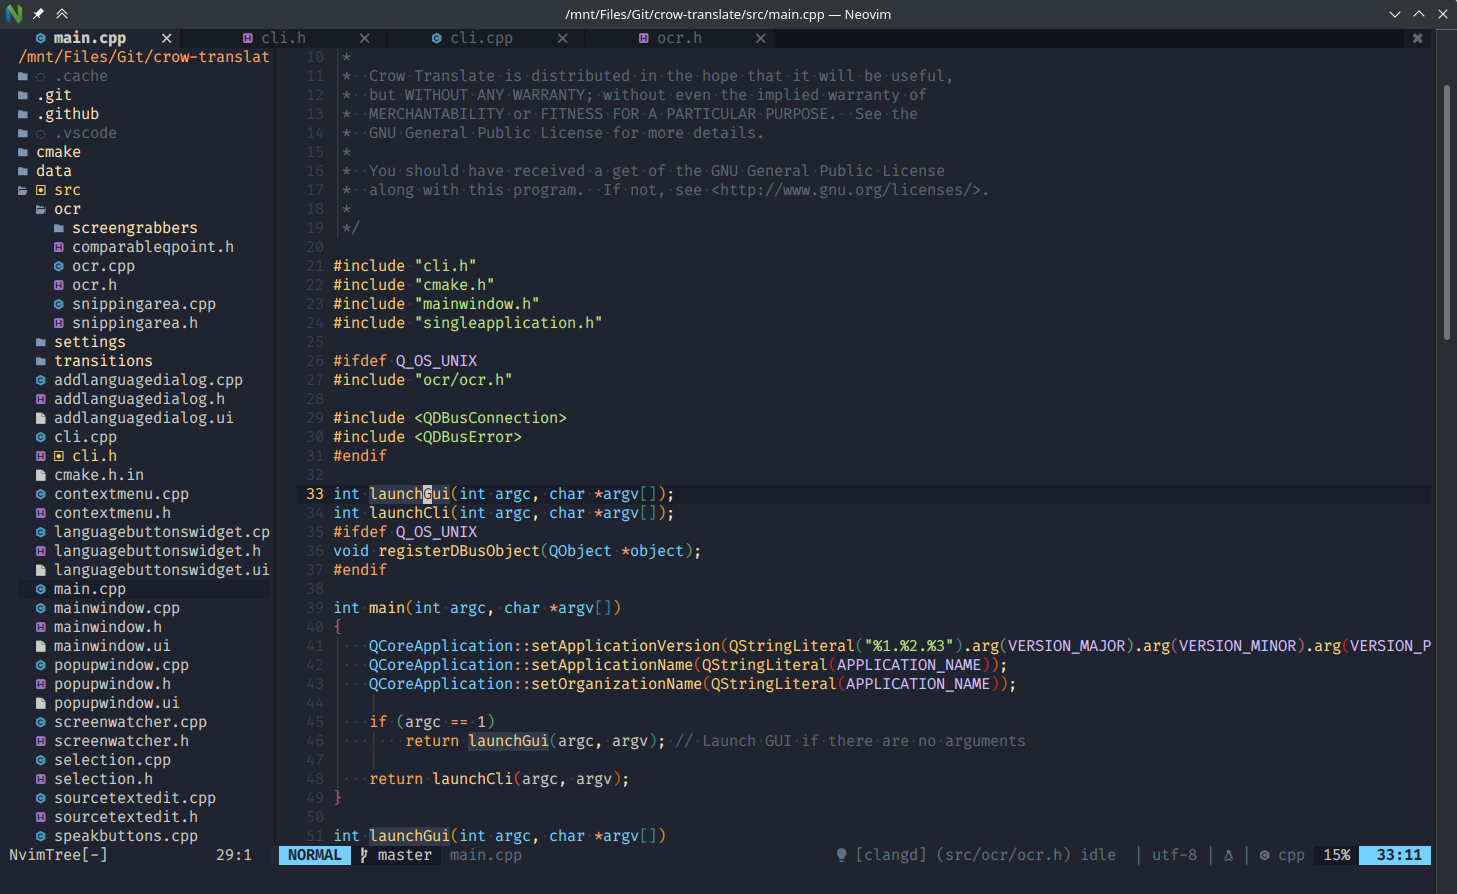 /mnt/Files/Git/crow-translate/src/main.cpp — Neovim
main.cpp
cli.h
cli.cpp
ocr.h
/mnt/Files/Git/crow-translat
.cache
.git
.github
.vscode
cmake
data
src
ocr
screengrabbers
comparableqpoint.h
ocr.cpp
ocr.h
snippingarea.cpp
snippingarea.h
settings
transitions
addlanguagedialog.cpp
addlanguagedialog.h
addlanguagedialog.ui
cli.cpp
cli.h
cmake.h.in
contextmenu.cpp
contextmenu.h
languagebuttonswidget.cp
languagebuttonswidget.h
languagebuttonswidget.ui
main.cpp
mainwindow.cpp
mainwindow.h
mainwindow.ui
popupwindow.cpp
popupwindow.h
popupwindow.ui
screenwatcher.cpp
screenwatcher.h
selection.cpp
selection.h
sourcetextedit.cpp
sourcetextedit.h
speakbuttons.cpp
10 *
11 * Crow Translate is distributed in the hope that it will be useful,
12 * but WITHOUT ANY WARRANTY; without even the implied warranty of
13 * MERCHANTABILITY or FITNESS FOR A PARTICULAR PURPOSE. See the
14 * GNU General Public License for more details.
15 *
16 * You should have received a get of the GNU General Public License
17 * along with this program. If not, see <http://www.gnu.org/licenses/>.
18 *
19 */
20
21 #include "cli.h"
22 #include "cmake.h"
23 #include "mainwindow.h"
24 #include "singleapplication.h"
25
26 #ifdef Q_OS_UNIX
27 #include "ocr/ocr.h"
28
29 #include <QDBusConnection>
30 #include <QDBusError>
31 #endif
32
33 int launchGui(int argc, char *argv[]);
34 int launchCli(int argc, char *argv[]);
35 #ifdef Q_OS_UNIX
36 void registerDBusObject(QObject *object);
37 #endif
38
39 int main(int argc, char *argv[])
40 {
41 QCoreApplication::setApplicationVersion(QStringLiteral("%1.%2.%3").arg(VERSION_MAJOR).arg(VERSION_MINOR).arg(VERSION_P
42 QCoreApplication::setApplicationName(QStringLiteral(APPLICATION_NAME));
43 QCoreApplication::setOrganizationName(QStringLiteral(APPLICATION_NAME));
44
45 if (argc == 1)
46 return launchGui(argc, argv); // Launch GUI if there are no arguments
47
48 return launchCli(argc, argv);
49 }
50
51 int launchGui(int argc, char *argv[])
NvimTree[-] 29:1
NORMAL master main.cpp [clangd] (src/ocr/ocr.h) idle | utf-8 | | cpp 15% 33:11